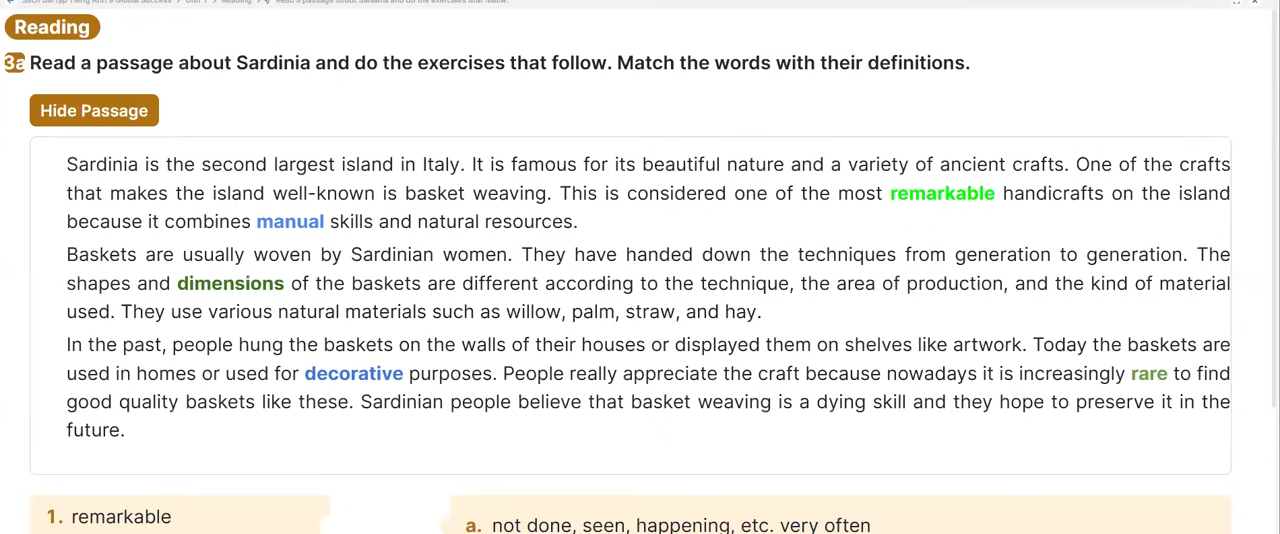 Reading
3a Read a passage about Sardinia and do the exercises that follow. Match the words with their definitions.
Hide Passage
Sardinia is the second largest island in Italy. It is famous for its beautiful nature and a variety of ancient crafts. One of the crafts
that makes the island well-known is basket weaving. This is considered one of the most remarkable handicrafts on the island
because it combines manual skills and natural resources.
Baskets are usually woven by Sardinian women. They have handed down the techniques from generation to generation. The
shapes and dimensions of the baskets are different according to the technique, the area of production, and the kind of material
used. They use various natural materials such as willow, palm, straw, and hay.
In the past, people hung the baskets on the walls of their houses or displayed them on shelves like artwork. Today the baskets are
used in homes or used for decorative purposes. People really appreciate the craft because nowadays it is increasingly rare to find
good quality baskets like these. Sardinian people believe that basket weaving is a dying skill and they hope to preserve it in the
future.
1. remarkable
a. not done, seen, happening, etc. very often